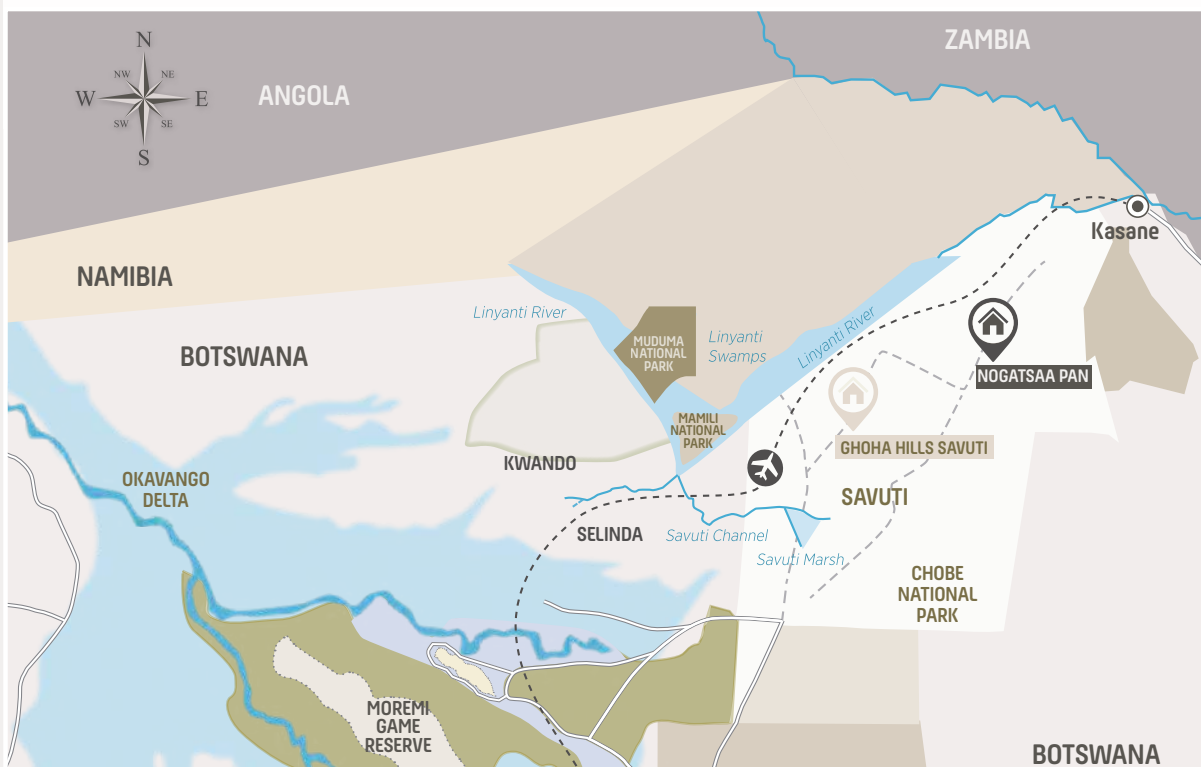 N
NW
NE
W
E
SW
SE
S
ANGOLA
ZAMBIA
NAMIBIA
BOTSWANA
Kasane
Linyanti River
MUDUMA
NATIONAL
PARK
Linyanti
Swamps
Linyanti River
NOGATSAA PAN
MAMILI
NATIONAL
PARK
GHOHA HILLS SAVUTI
KWANDO
OKAVANGO
DELTA
SAVUTI
SELINDA
Savuti Channel
Savuti Marsh
CHOBE
NATIONAL
PARK
MOREMI
GAME
RESERVE
BOTSWANA